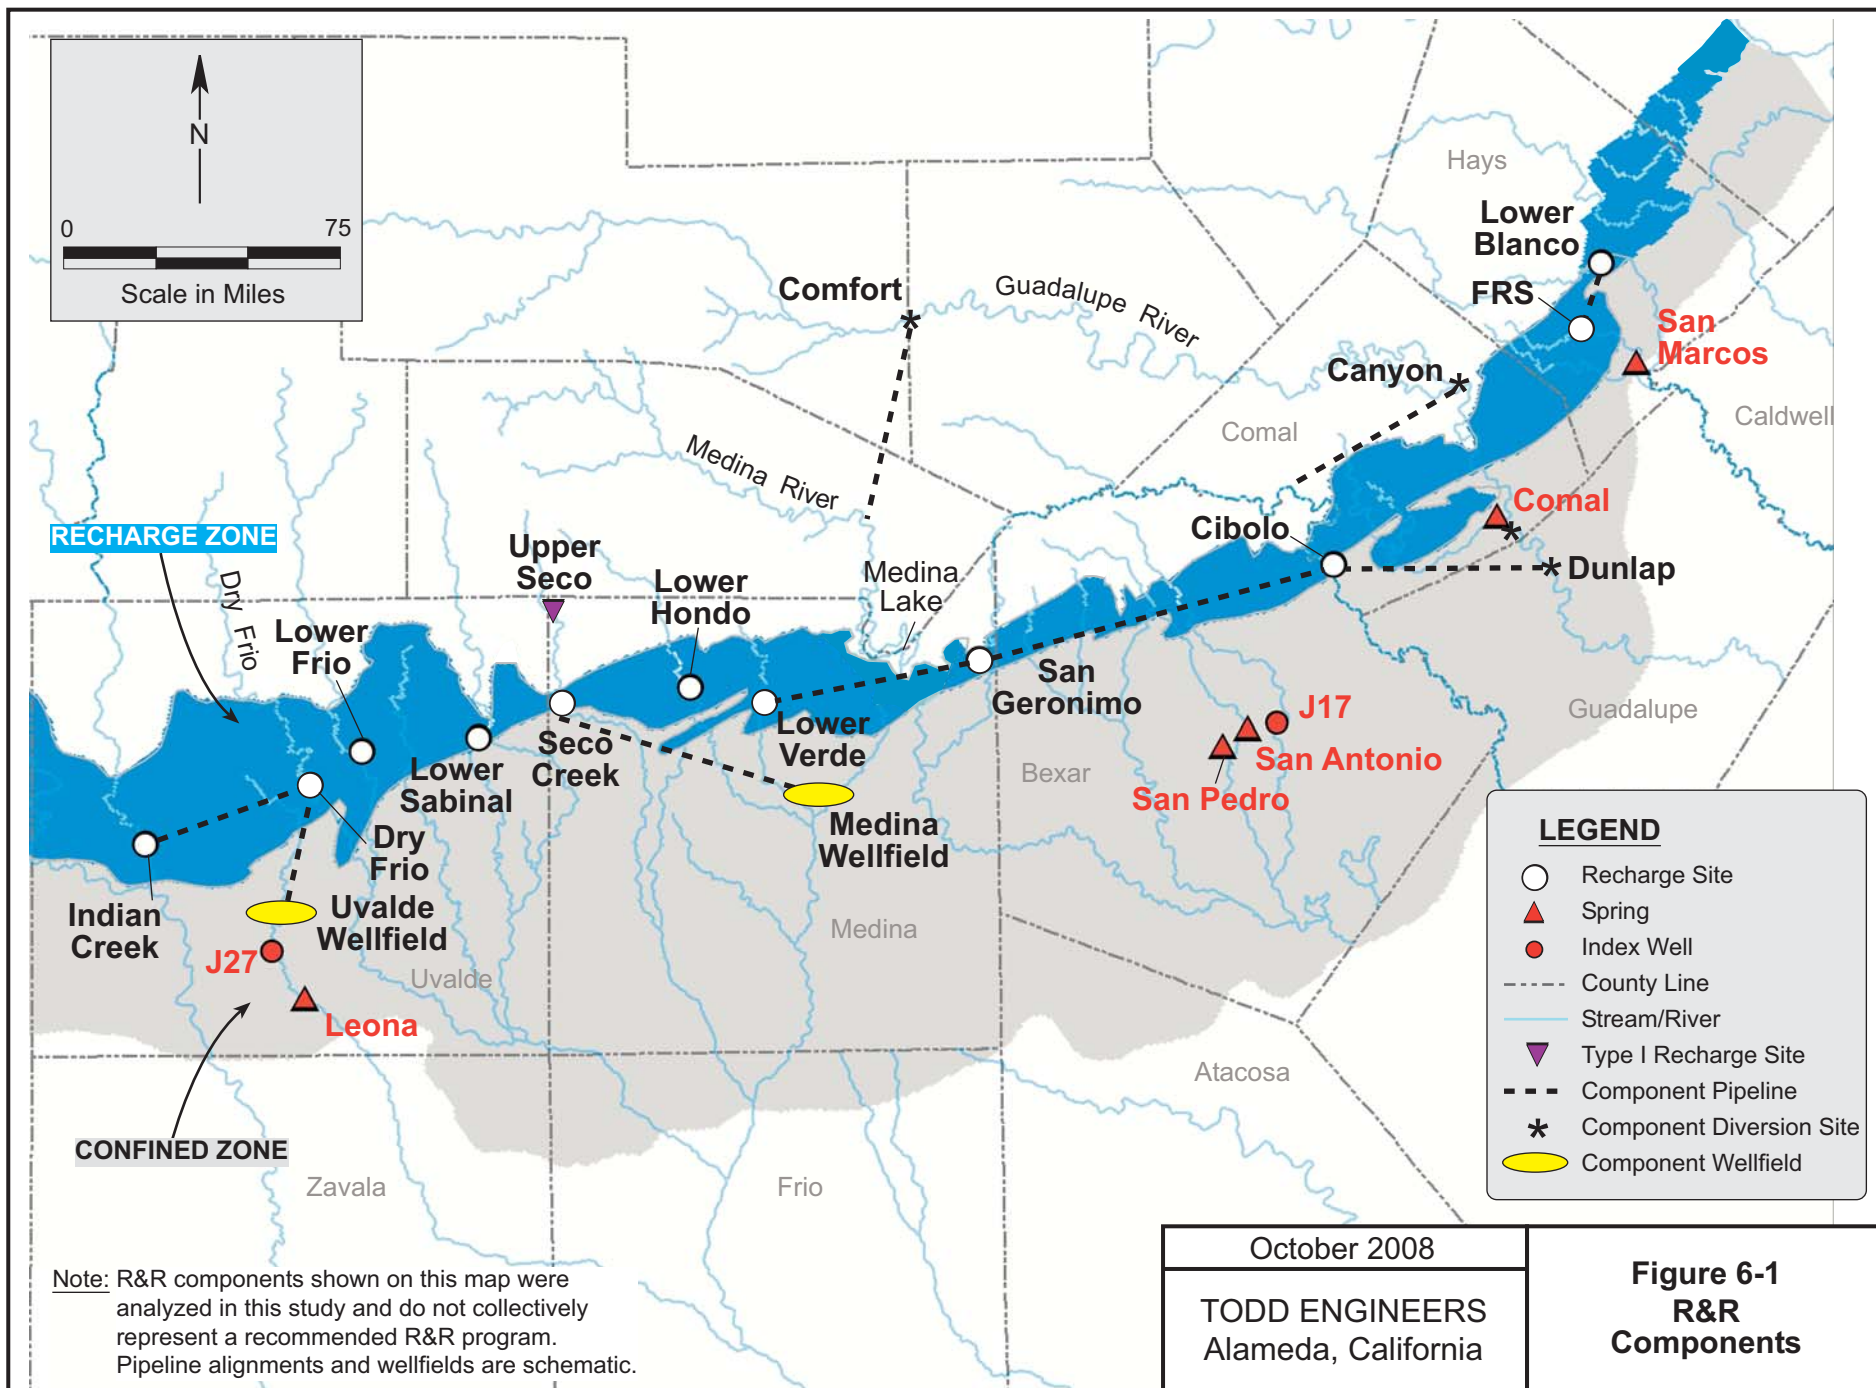 N
0 75
Scale in Miles
Hays
Lower
Blanco
FRS
San
Marcos
Comfort
Guadalupe River
Canyon
Caldwell
Comal
Medina River
Comal
RECHARGE ZONE
Cibolo
Dunlap
Upper
Seco
Lower
Hondo
Medina
Lake
Dry Frio
Lower
Frio
San
Geronimo
Guadalupe
J17
San Antonio
San Pedro
Bexar
Lower
Verde
Seco
Creek
Lower
Sabinal
Medina
Wellfield
Dry
Frio
Indian
Creek
Uvalde
Wellfield
Medina
J27
Uvalde
Leona
CONFINED ZONE
Atacosa
Zavala
Frio
LEGEND
Recharge Site
Spring
Index Well
County Line
Stream/River
Type I Recharge Site
Component Pipeline
Component Diversion Site
Component Wellfield
Note: R&R components shown on this map were
analyzed in this study and do not collectively
represent a recommended R&R program.
Pipeline alignments and wellfields are schematic.
October 2008
TODD ENGINEERS
Alameda, California
Figure 6-1
R&R
Components